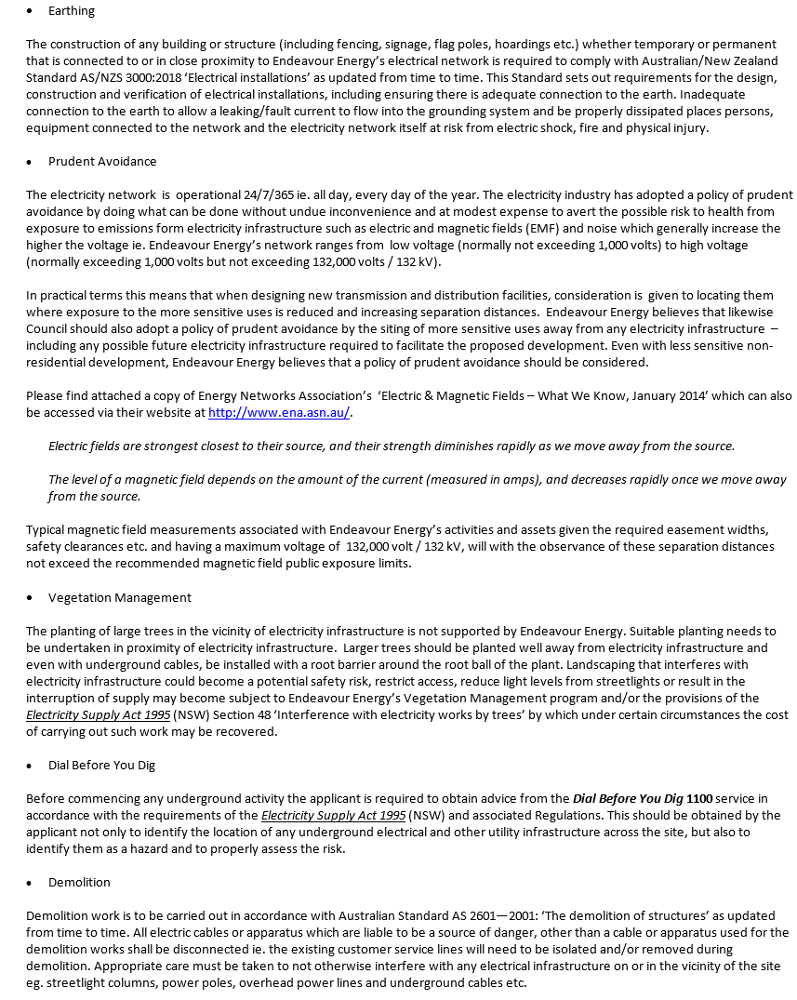 • Earthing
The construction of any building or structure (including fencing, signage, flag poles, hoardings etc.) whether temporary or permanent
that is connected to or in close proximity to Endeavour Energy's electrical network is required to comply with Australian/New Zealand
Standard AS/NZS 3000:2018 'Electrical installations' as updated from time to time. This Standard sets out requirements for the design,
construction and verification of electrical installations, including ensuring there is adequate connection to the earth. Inadequate
connection to the earth to allow a leaking/fault current to flow into the grounding system and be properly dissipated places persons,
equipment connected to the network and the electricity network itself at risk from electric shock, fire and physical injury.
• Prudent Avoidance
The electricity network is operational 24/7/365 ie. all day, every day of the year. The electricity industry has adopted a policy of prudent
avoidance by doing what can be done without undue inconvenience and at modest expense to avert the possible risk to health from
exposure to emissions form electricity infrastructure such as electric and magnetic fields (EMF) and noise which generally increase the
higher the voltage ie. Endeavour Energy's network ranges from low voltage (normally not exceeding 1,000 volts) to high voltage
(normally exceeding 1,000 volts but not exceeding 132,000 volts / 132 kV).
In practical terms this means that when designing new transmission and distribution facilities, consideration is given to locating them
where exposure to the more sensitive uses is reduced and increasing separation distances. Endeavour Energy believes that likewise
Council should also adopt a policy of prudent avoidance by the siting of more sensitive uses away from any electricity infrastructure –
including any possible future electricity infrastructure required to facilitate the proposed development. Even with less sensitive non-
residential development, Endeavour Energy believes that a policy of prudent avoidance should be considered.
Please find attached a copy of Energy Networks Association's 'Electric & Magnetic Fields – What We Know, January 2014' which can also
be accessed via their website at http://www.ena.asn.au/.
Electric fields are strongest closest to their source, and their strength diminishes rapidly as we move away from the source.
The level of a magnetic field depends on the amount of the current (measured in amps), and decreases rapidly once we move away
from the source.
Typical magnetic field measurements associated with Endeavour Energy's activities and assets given the required easement widths,
safety clearances etc. and having a maximum voltage of 132,000 volt / 132 kV, will with the observance of these separation distances
not exceed the recommended magnetic field public exposure limits.
• Vegetation Management
The planting of large trees in the vicinity of electricity infrastructure is not supported by Endeavour Energy. Suitable planting needs to
be undertaken in proximity of electricity infrastructure. Larger trees should be planted well away from electricity infrastructure and
even with underground cables, be installed with a root barrier around the root ball of the plant. Landscaping that interferes with
electricity infrastructure could become a potential safety risk, restrict access, reduce light levels from streetlights or result in the
interruption of supply may become subject to Endeavour Energy's Vegetation Management program and/or the provisions of the
Electricity Supply Act 1995 (NSW) Section 48 'Interference with electricity works by trees' by which under certain circumstances the cost
of carrying out such work may be recovered.
• Dial Before You Dig
Before commencing any underground activity the applicant is required to obtain advice from the Dial Before You Dig 1100 service in
accordance with the requirements of the Electricity Supply Act 1995 (NSW) and associated Regulations. This should be obtained by the
applicant not only to identify the location of any underground electrical and other utility infrastructure across the site, but also to
identify them as a hazard and to properly assess the risk.
• Demolition
Demolition work is to be carried out in accordance with Australian Standard AS 2601—2001: 'The demolition of structures' as updated
from time to time. All electric cables or apparatus which are liable to be a source of danger, other than a cable or apparatus used for the
demolition works shall be disconnected ie. the existing customer service lines will need to be isolated and/or removed during
demolition. Appropriate care must be taken to not otherwise interfere with any electrical infrastructure on or in the vicinity of the site
eg. streetlight columns, power poles, overhead power lines and underground cables etc.